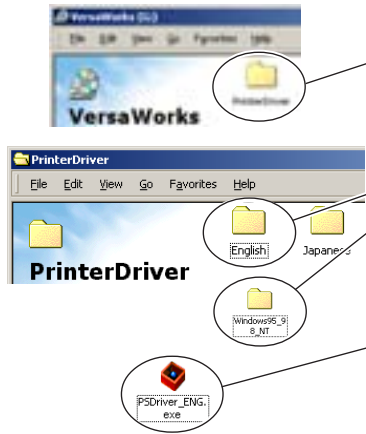 VersaWorks (G:)
File Edit View Go Favorites Help
PrinterDriver
VersaWorks
PrinterDriver
File Edit View Go Favorites Help
English
Japanese
PrinterDriver
Windows95_9
8_NT
PSDriver_ENG.
exe